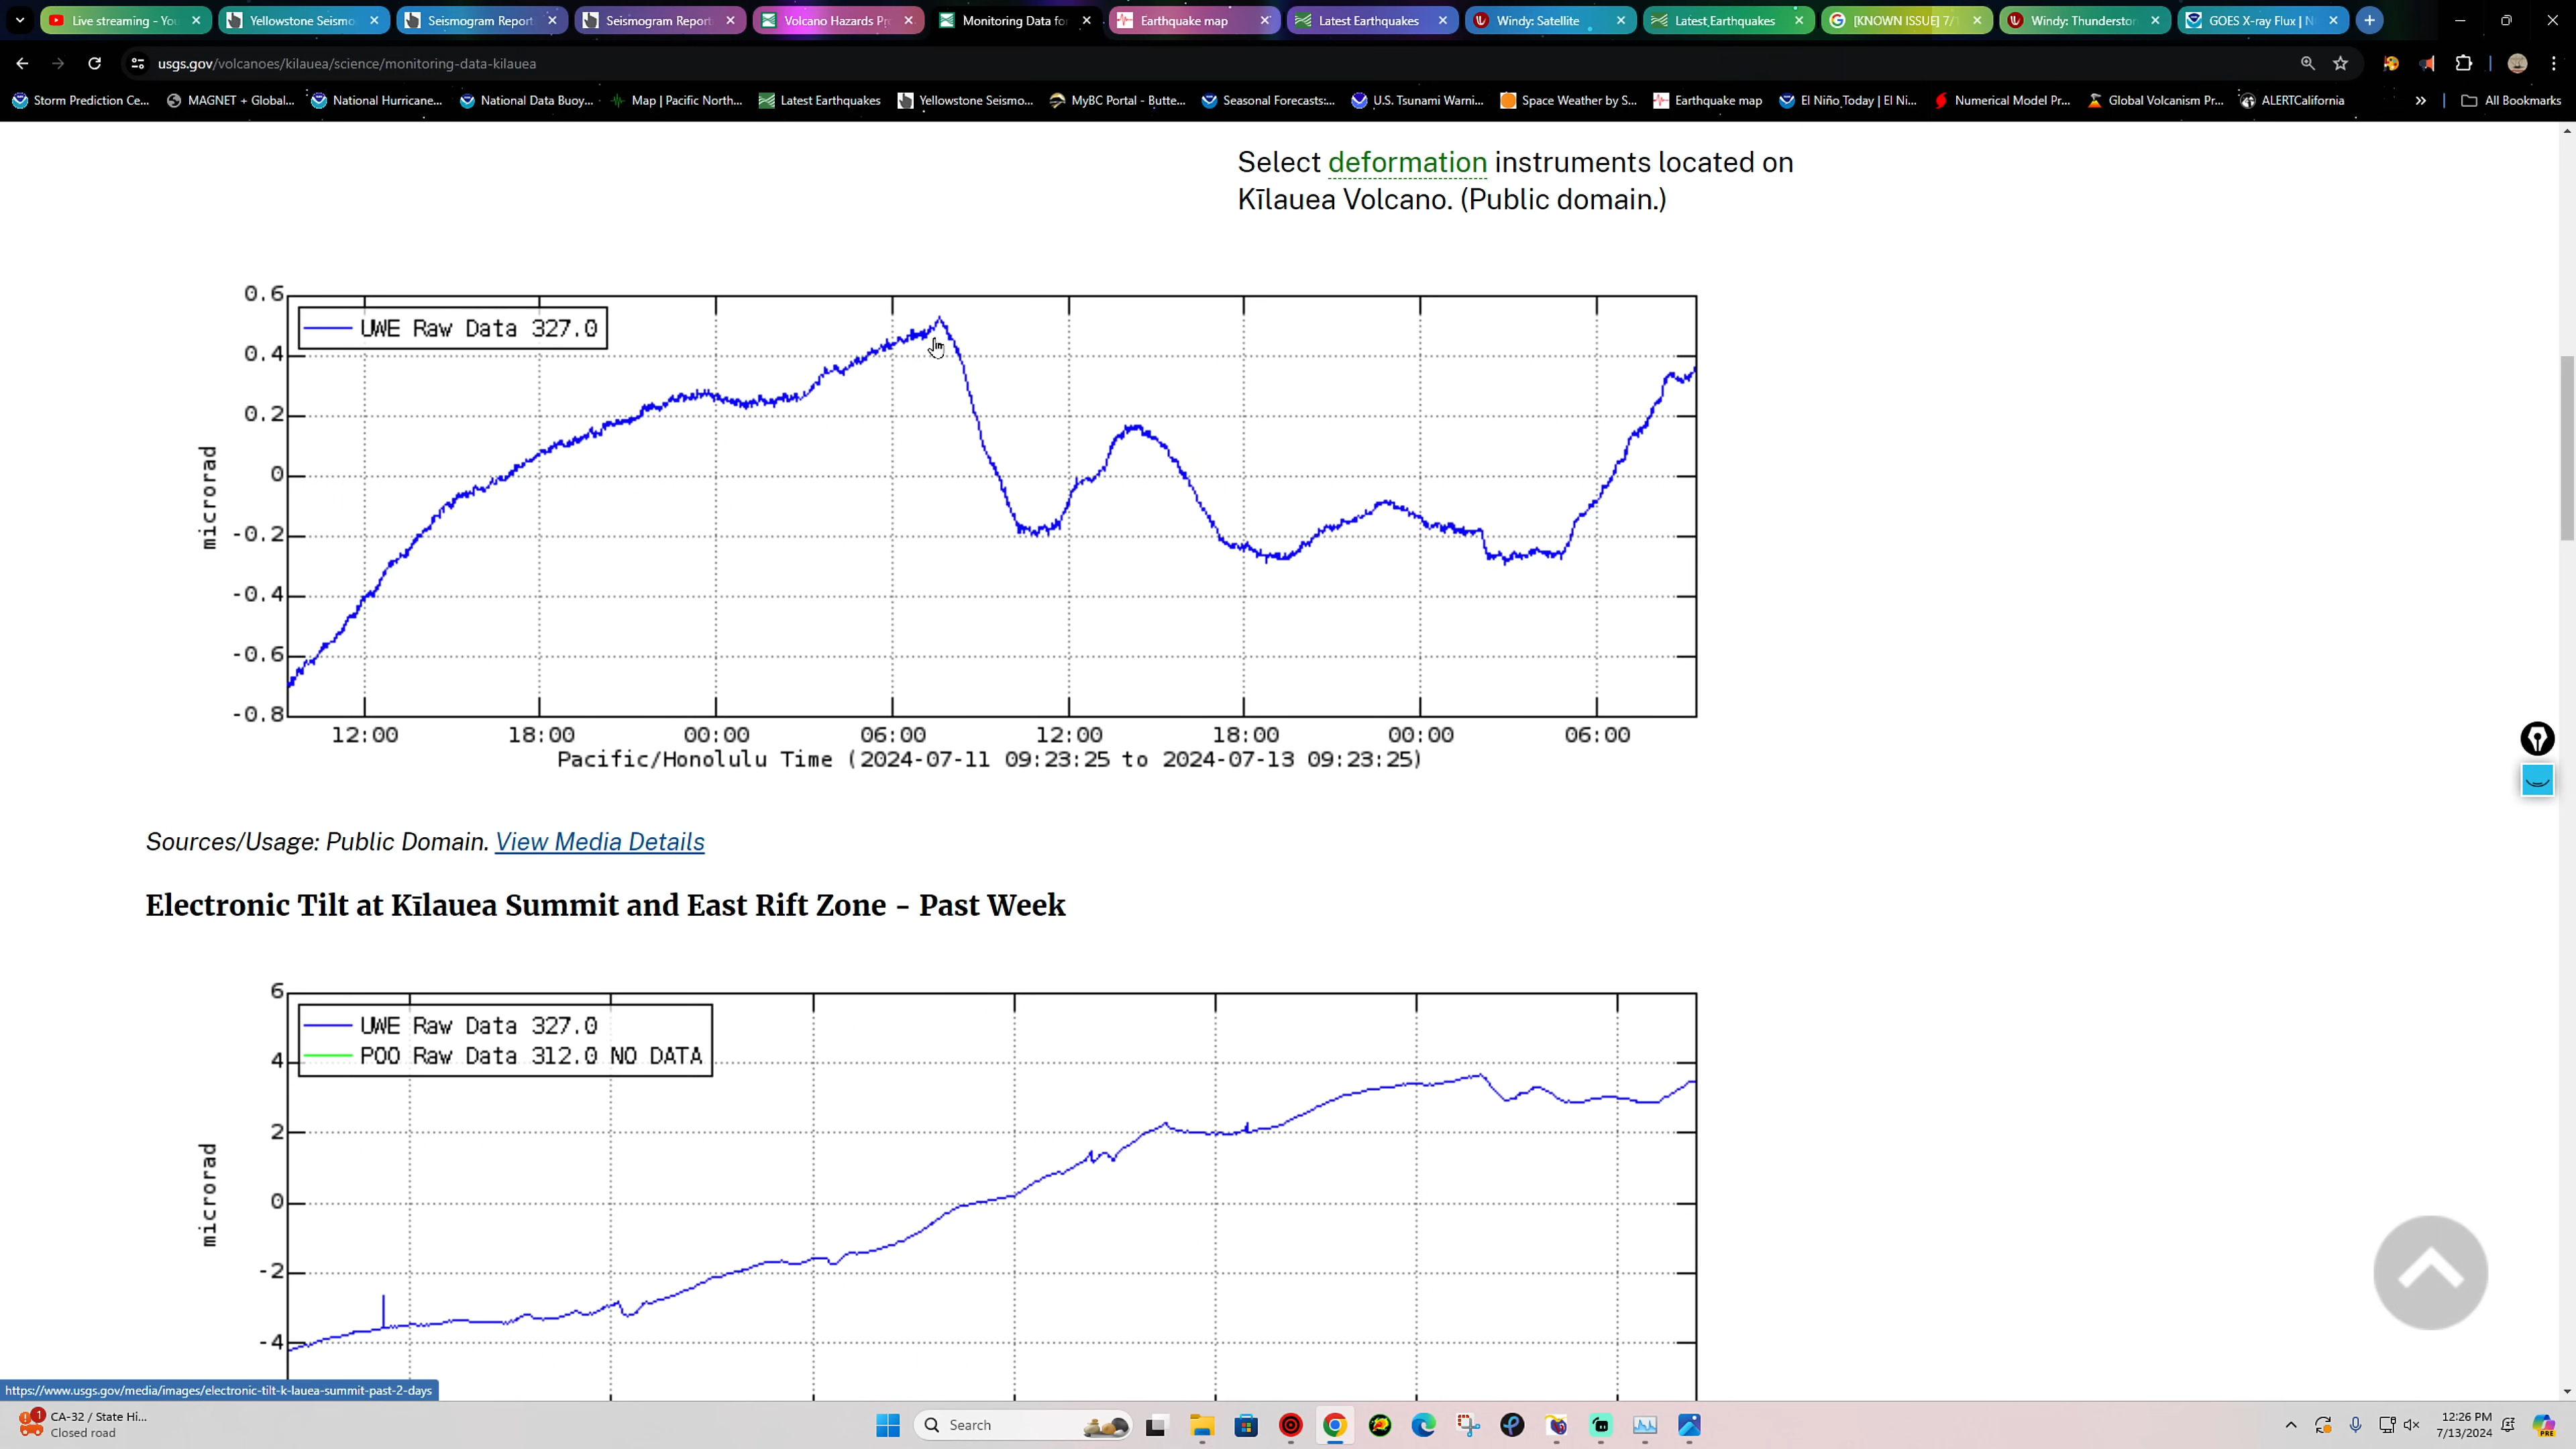 Live streaming - Yo
Yellowstone Seismo
Seismogram Report
Seismogram Report
Volcano Hazards Pr
Monitoring Data fo
Earthquake map
Latest Earthquakes
Windy: Satellite
Latest Earthquakes
[KNOWN ISSUE] 7/
Windy: Thunderstor
GOES X-ray Flux | N
usgs.gov/volcanoes/kilauea/science/monitoring-data-kilauea
Storm Prediction Ce...
MAGNET + Global...
National Hurricane...
National Data Buoy...
Map | Pacific North...
Latest Earthquakes
Yellowstone Seismo...
MyBC Portal - Butte...
Seasonal Forecasts:...
U.S. Tsunami Warni...
Space Weather by S...
Earthquake map
El Niño Today | El Ni...
Numerical Model Pr...
Global Volcanism Pr...
ALERTCalifornia
All Bookmarks
Select deformation instruments located on
Kīlauea Volcano. (Public domain.)
UWE Raw Data 327.0
0.6
0.4
0.2
0
-0.2
-0.4
-0.6
-0.8
microrad
12:00 18:00 00:00 06:00 12:00 18:00 00:00 06:00
Pacific/Honolulu Time (2024-07-11 09:23:25 to 2024-07-13 09:23:25)
Sources/Usage: Public Domain. View Media Details
Electronic Tilt at Kīlauea Summit and East Rift Zone - Past Week
UWE Raw Data 327.0
POO Raw Data 312.0 NO DATA
6
4
2
0
-2
-4
microrad
https://www.usgs.gov/media/images/electronic-tilt-k-lauea-summit-past-2-days
1
CA-32 / State Hi...
Closed road
Search
12:26 PM
7/13/2024
PRE